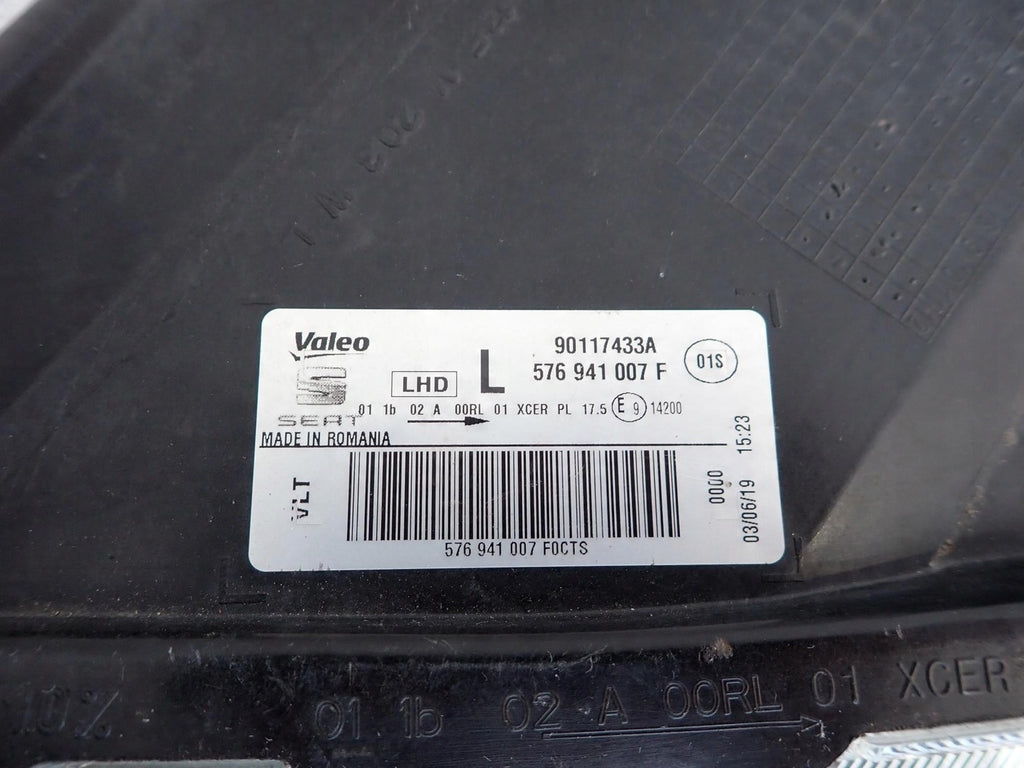 Valeo
SEAT
LHD L
90117433A
576 941 007 F
01S
01 1b 02 A 00RL 01 XCER PL 17.5 E 9 14200
MADE IN ROMANIA
VLT
576 941 007 F0CTS
0000
03/06/19 15:23
10%
01 1b 02 A 00RL 01 XCER